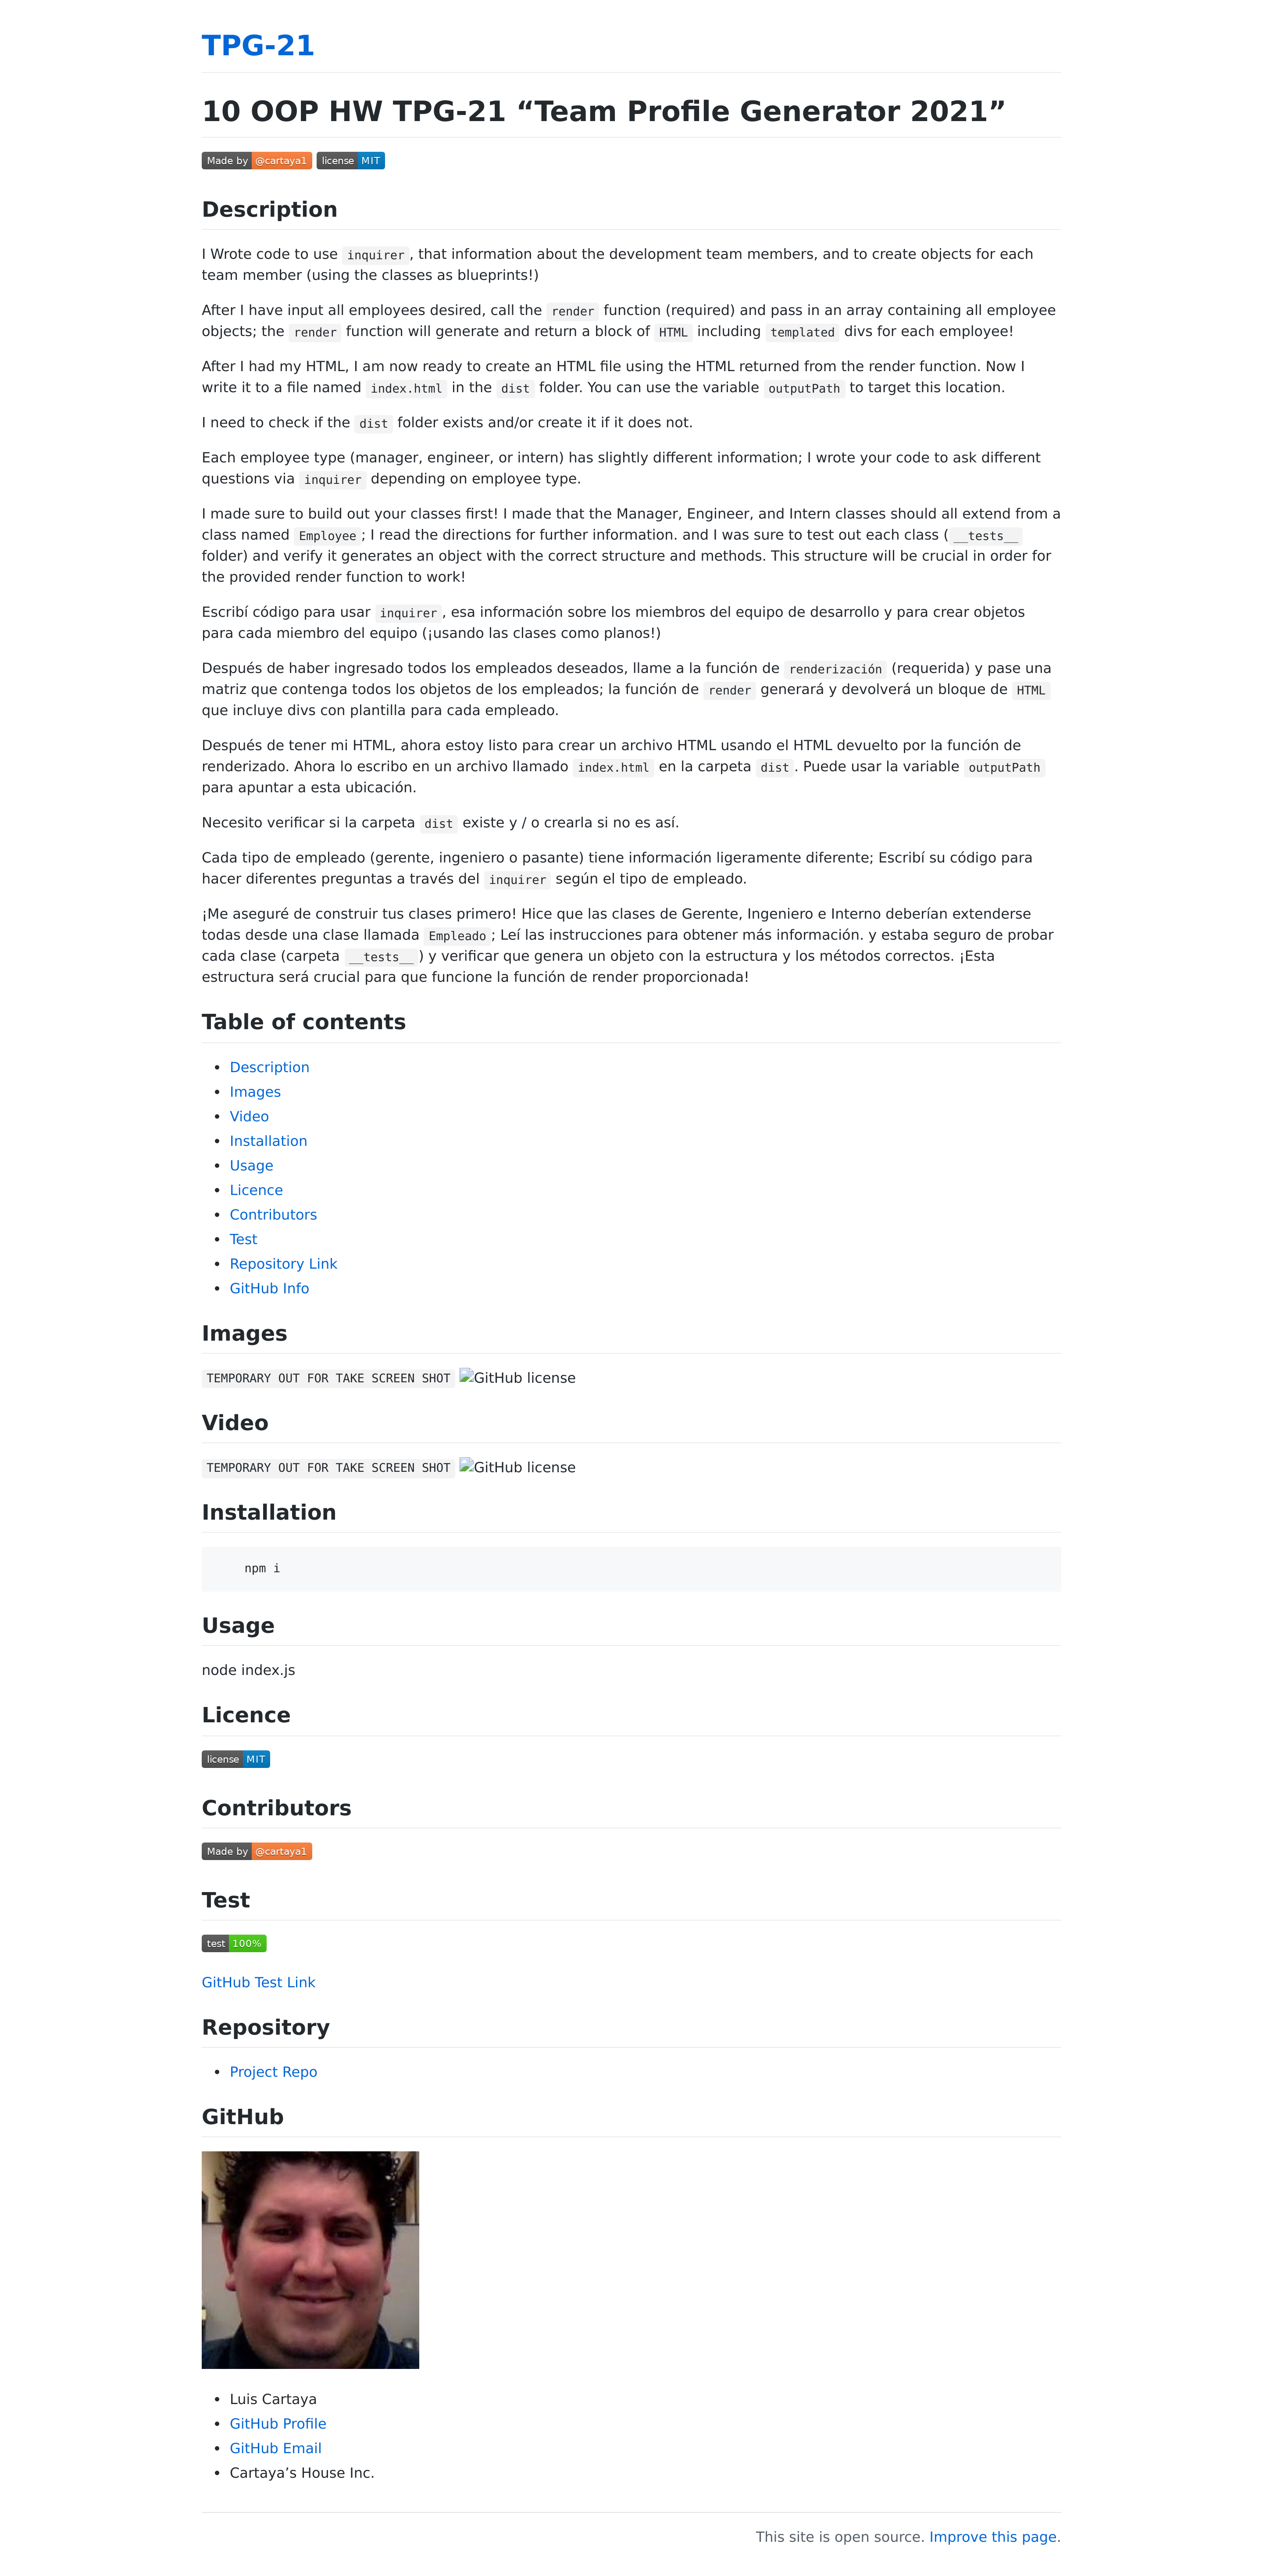 TPG-21
10 OOP HW TPG-21 “Team Profile Generator 2021”
Made by @cartaya1 license MIT
Description
I Wrote code to use inquirer, that information about the development team members, and to create objects for each
team member (using the classes as blueprints!)
After I have input all employees desired, call the render function (required) and pass in an array containing all employee
objects; the render function will generate and return a block of HTML including templated divs for each employee!
After I had my HTML, I am now ready to create an HTML file using the HTML returned from the render function. Now I
write it to a file named index.html in the dist folder. You can use the variable outputPath to target this location.
I need to check if the dist folder exists and/or create it if it does not.
Each employee type (manager, engineer, or intern) has slightly different information; I wrote your code to ask different
questions via inquirer depending on employee type.
I made sure to build out your classes first! I made that the Manager, Engineer, and Intern classes should all extend from a
class named Employee; I read the directions for further information. and I was sure to test out each class (__tests__
folder) and verify it generates an object with the correct structure and methods. This structure will be crucial in order for
the provided render function to work!
Escribí código para usar inquirer, esa información sobre los miembros del equipo de desarrollo y para crear objetos
para cada miembro del equipo (¡usando las clases como planos!)
Después de haber ingresado todos los empleados deseados, llame a la función de renderización (requerida) y pase una
matriz que contenga todos los objetos de los empleados; la función de render generará y devolverá un bloque de HTML
que incluye divs con plantilla para cada empleado.
Después de tener mi HTML, ahora estoy listo para crear un archivo HTML usando el HTML devuelto por la función de
renderizado. Ahora lo escribo en un archivo llamado index.html en la carpeta dist. Puede usar la variable outputPath
para apuntar a esta ubicación.
Necesito verificar si la carpeta dist existe y / o crearla si no es así.
Cada tipo de empleado (gerente, ingeniero o pasante) tiene información ligeramente diferente; Escribí su código para
hacer diferentes preguntas a través del inquirer según el tipo de empleado.
¡Me aseguré de construir tus clases primero! Hice que las clases de Gerente, Ingeniero e Interno deberían extenderse
todas desde una clase llamada Empleado; Leí las instrucciones para obtener más información. y estaba seguro de probar
cada clase (carpeta __tests__) y verificar que genera un objeto con la estructura y los métodos correctos. ¡Esta
estructura será crucial para que funcione la función de render proporcionada!
Table of contents
• Description
• Images
• Video
• Installation
• Usage
• Licence
• Contributors
• Test
• Repository Link
• GitHub Info
Images
TEMPORARY OUT FOR TAKE SCREEN SHOT GitHub license
Video
TEMPORARY OUT FOR TAKE SCREEN SHOT GitHub license
Installation
npm i
Usage
node index.js
Licence
license MIT
Contributors
Made by @cartaya1
Test
test 100%
GitHub Test Link
Repository
• Project Repo
GitHub
• Luis Cartaya
• GitHub Profile
• GitHub Email
• Cartaya’s House Inc.
This site is open source. Improve this page.